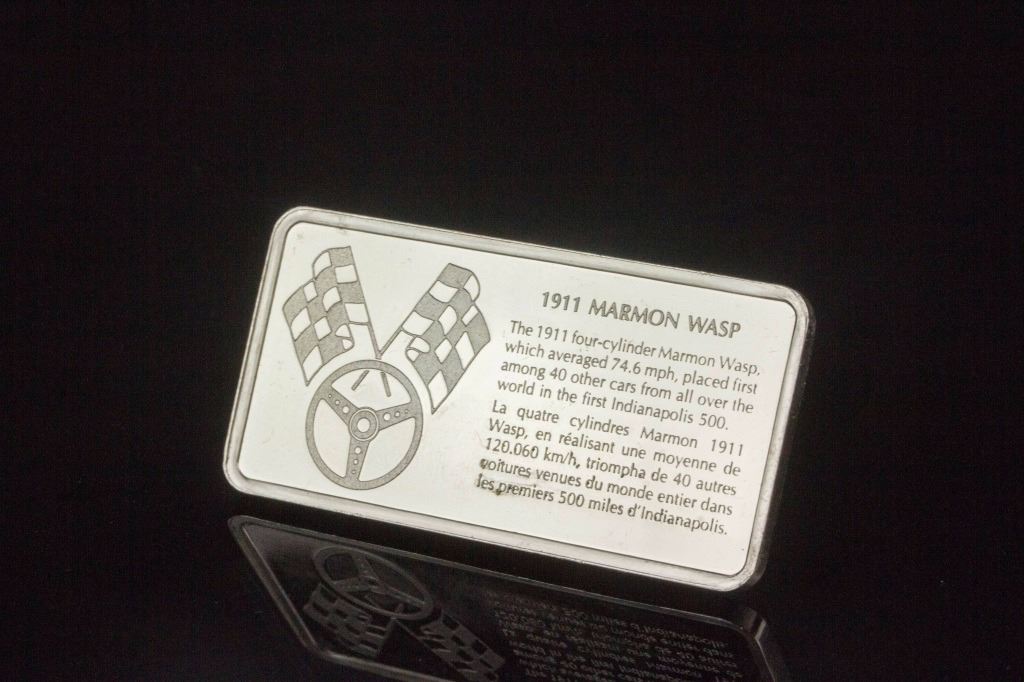 1911 MARMON WASP
The 1911 four-cylinder Marmon Wasp,
which averaged 74.6 mph, placed first
among 40 other cars from all over the
world in the first Indianapolis 500.
La quatre cylindres Marmon 1911
Wasp, en réalisant une moyenne de
120.060 km/h, triompha de 40 autres
voitures venues du monde entier dans
les premiers 500 miles d'Indianapolis.